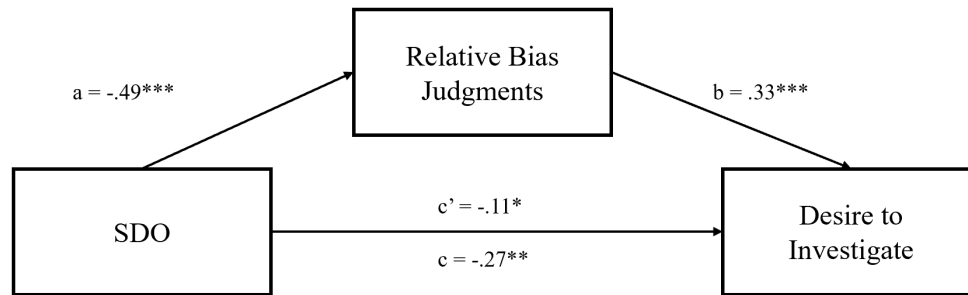 Relative Bias
Judgments
a = -.49***
b = .33***
SDO
c’ = -.11*
c = -.27**
Desire to
Investigate